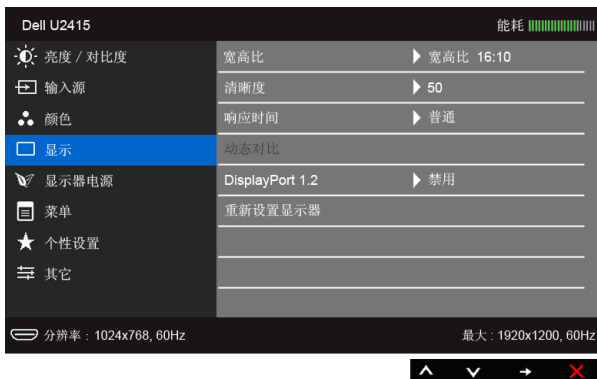 Dell U2415 能耗
亮度 / 对比度 宽高比 宽高比 16:10
输入源 清晰度 50
颜色 响应时间 普通
显示 动态对比
显示器电源 DisplayPort 1.2 禁用
菜单 重新设置显示器
个性设置
其它
分辨率 : 1024x768, 60Hz 最大 : 1920x1200, 60Hz